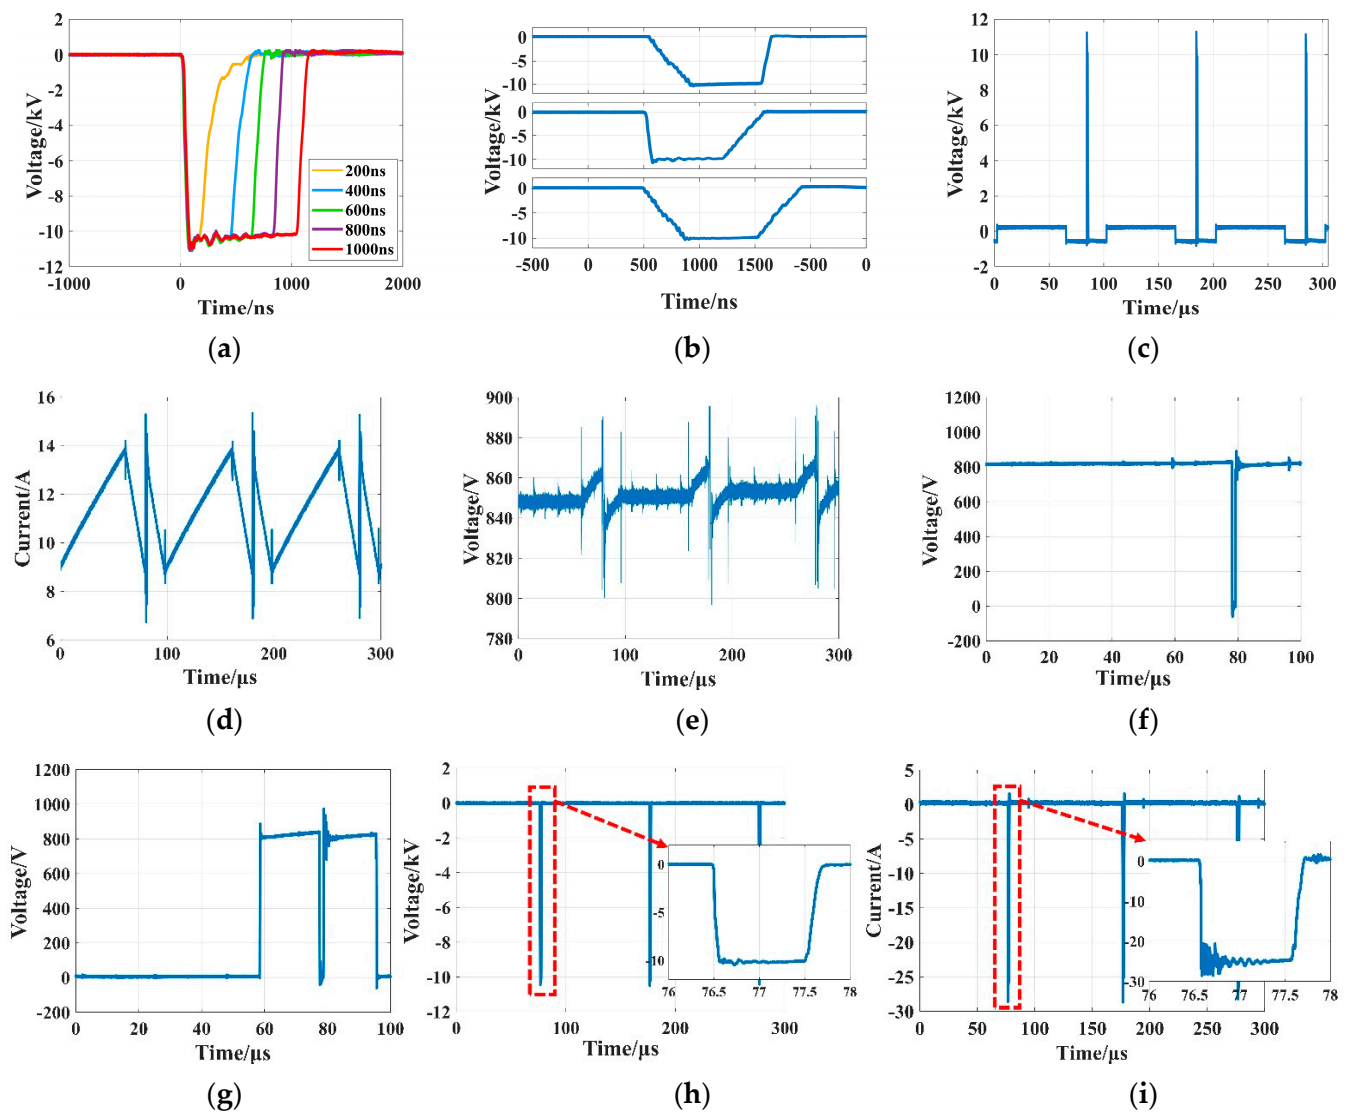 2
0
-2
-4
-6
-8
-10
-12
Voltage/kV
200ns
400ns
600ns
800ns
1000ns
-1000 0 1000 2000
Time/ns
(a)
0
-5
-10
0
-5
-10
0
-5
-10
Voltage/kV
-500 0 500 1000 1500 -500 0
Time/ns
(b)
12
10
8
6
4
2
0
-2
Voltage/kV
0 50 100 150 200 250 300
Time/μs
(c)
16
14
12
10
8
6
Current/A
0 100 200 300
Time/μs
(d)
900
880
860
840
820
800
780
Voltage/V
0 100 200 300
Time/μs
(e)
1200
1000
800
600
400
200
0
-200
Voltage/V
0 20 40 60 80 100
Time/μs
(f)
1200
1000
800
600
400
200
0
-200
Voltage/V
0 20 40 60 80 100
Time/μs
(g)
2
0
-2
-4
-6
-8
-10
-12
Voltage/kV
0
-5
-10
76 76.5 77 77.5 78
0 100 200 300
Time/μs
(h)
5
0
-5
-10
-15
-20
-25
-30
Current/A
0
-10
-20
-30
76 76.5 77 77.5 78
0 50 100 150 200 250 300
Time/μs
(i)